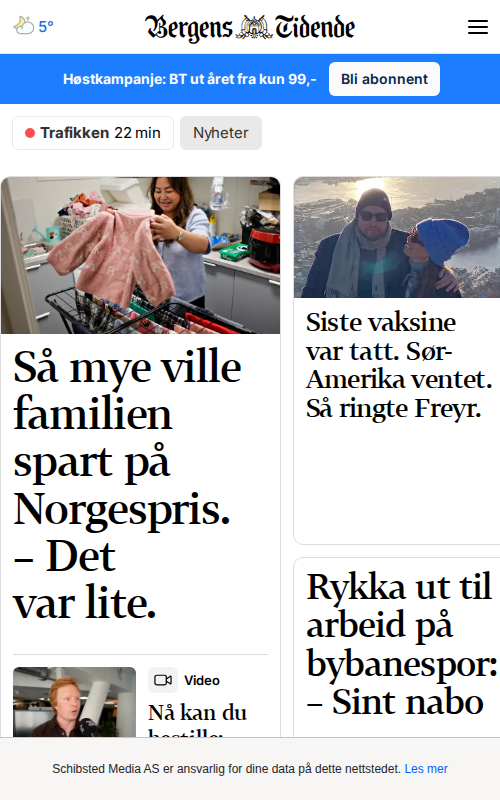 5°
Bergens Tidende
Høstkampanje: BT ut året fra kun 99,-
Bli abonnent
Trafikken 22 min
Nyheter
Så mye ville
familien
spart på
Norgespris.
– Det
var lite.
Video
Nå kan du
bestille:
Siste vaksine
var tatt. Sør-
Amerika ventet.
Så ringte Freyr.
Rykka ut til
arbeid på
bybanespor:
– Sint nabo
Schibsted Media AS er ansvarlig for dine data på dette nettstedet. Les mer